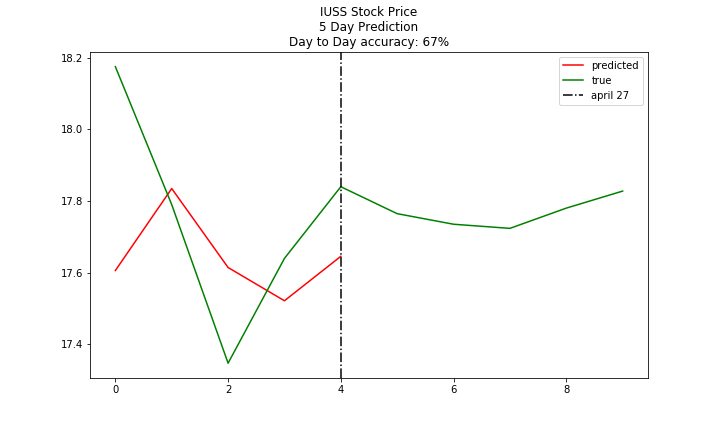 IUSS Stock Price
5 Day Prediction
Day to Day accuracy: 67%
predicted
true
april 27
18.2
18.0
17.8
17.6
17.4
0 2 4 6 8